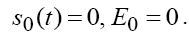 s₀(t) = 0, E₀ = 0.